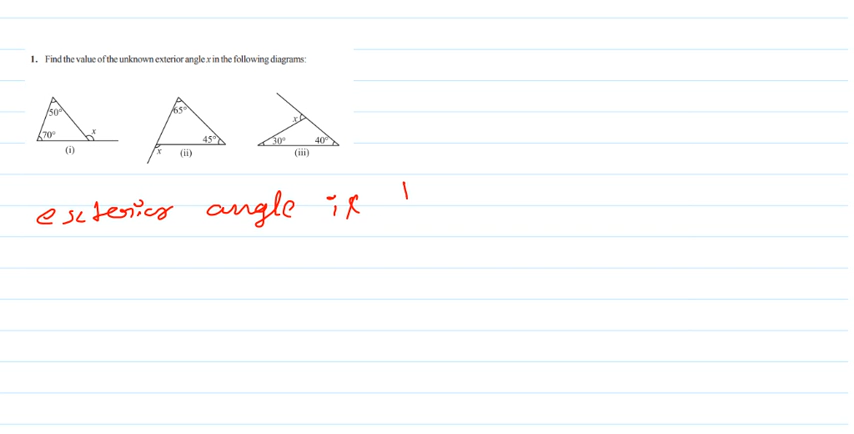 1. Find the value of the unknown exterior angle x in the following diagrams:
50° 70° x
(i)
65° 45° x
(ii)
x 30° 40°
(iii)
exterior angle is